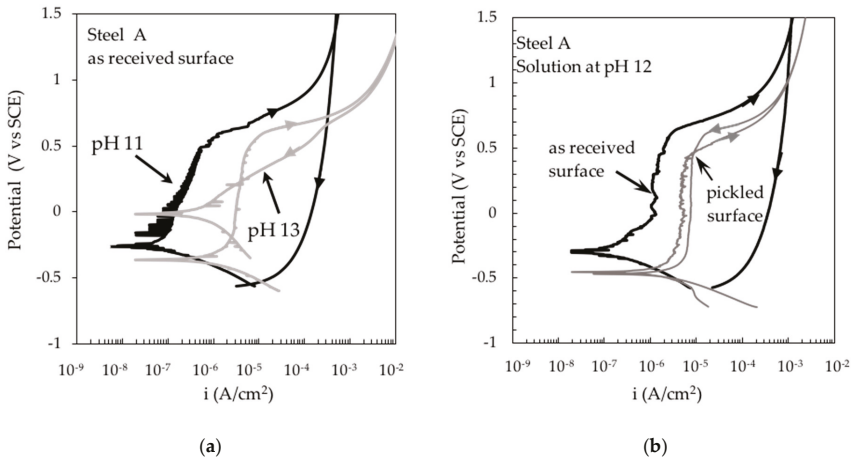 1.5
1
0.5
0
-0.5
-1
Potential (V vs SCE)
Steel A
as received surface
pH 11
pH 13
10-9
10-8
10-7
10-6
10-5
10-4
10-3
10-2
i (A/cm2)
(a)
1.5
1
0.5
0
-0.5
-1
Potential (V vs SCE)
Steel A
Solution at pH 12
as received
surface
pickled
surface
10-9
10-8
10-7
10-6
10-5
10-4
10-3
10-2
i (A/cm2)
(b)